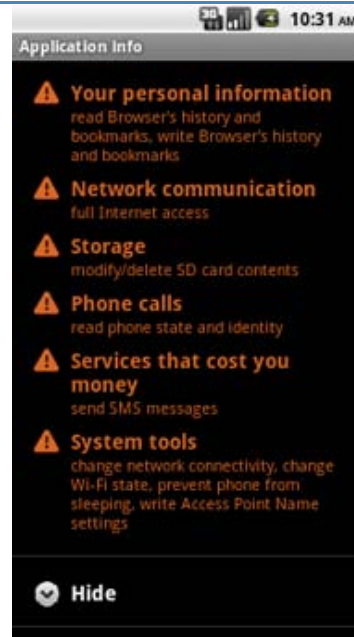 3G 10:31 AM
Application info
Your personal information
read Browser's history and
bookmarks, write Browser's history
and bookmarks
Network communication
full Internet access
Storage
modify/delete SD card contents
Phone calls
read phone state and identity
Services that cost you
money
send SMS messages
System tools
change network connectivity, change
Wi-Fi state, prevent phone from
sleeping, write Access Point Name
settings
Hide